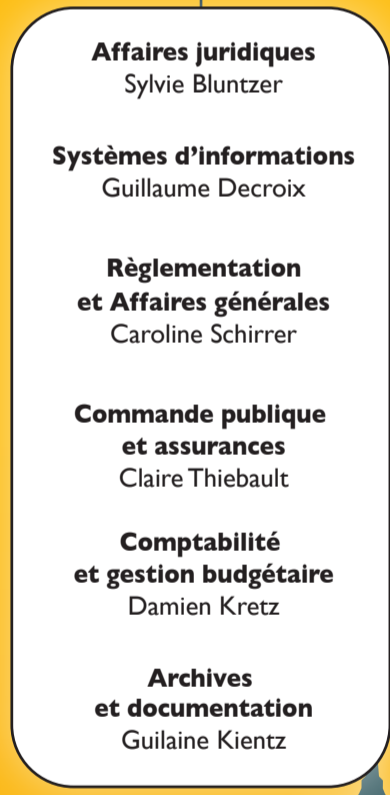 Affaires juridiques
Sylvie Bluntzer
Systèmes d’informations
Guillaume Decroix
Règlementation
et Affaires générales
Caroline Schirrer
Commande publique
et assurances
Claire Thiebault
Comptabilité
et gestion budgétaire
Damien Kretz
Archives
et documentation
Guilaine Kientz